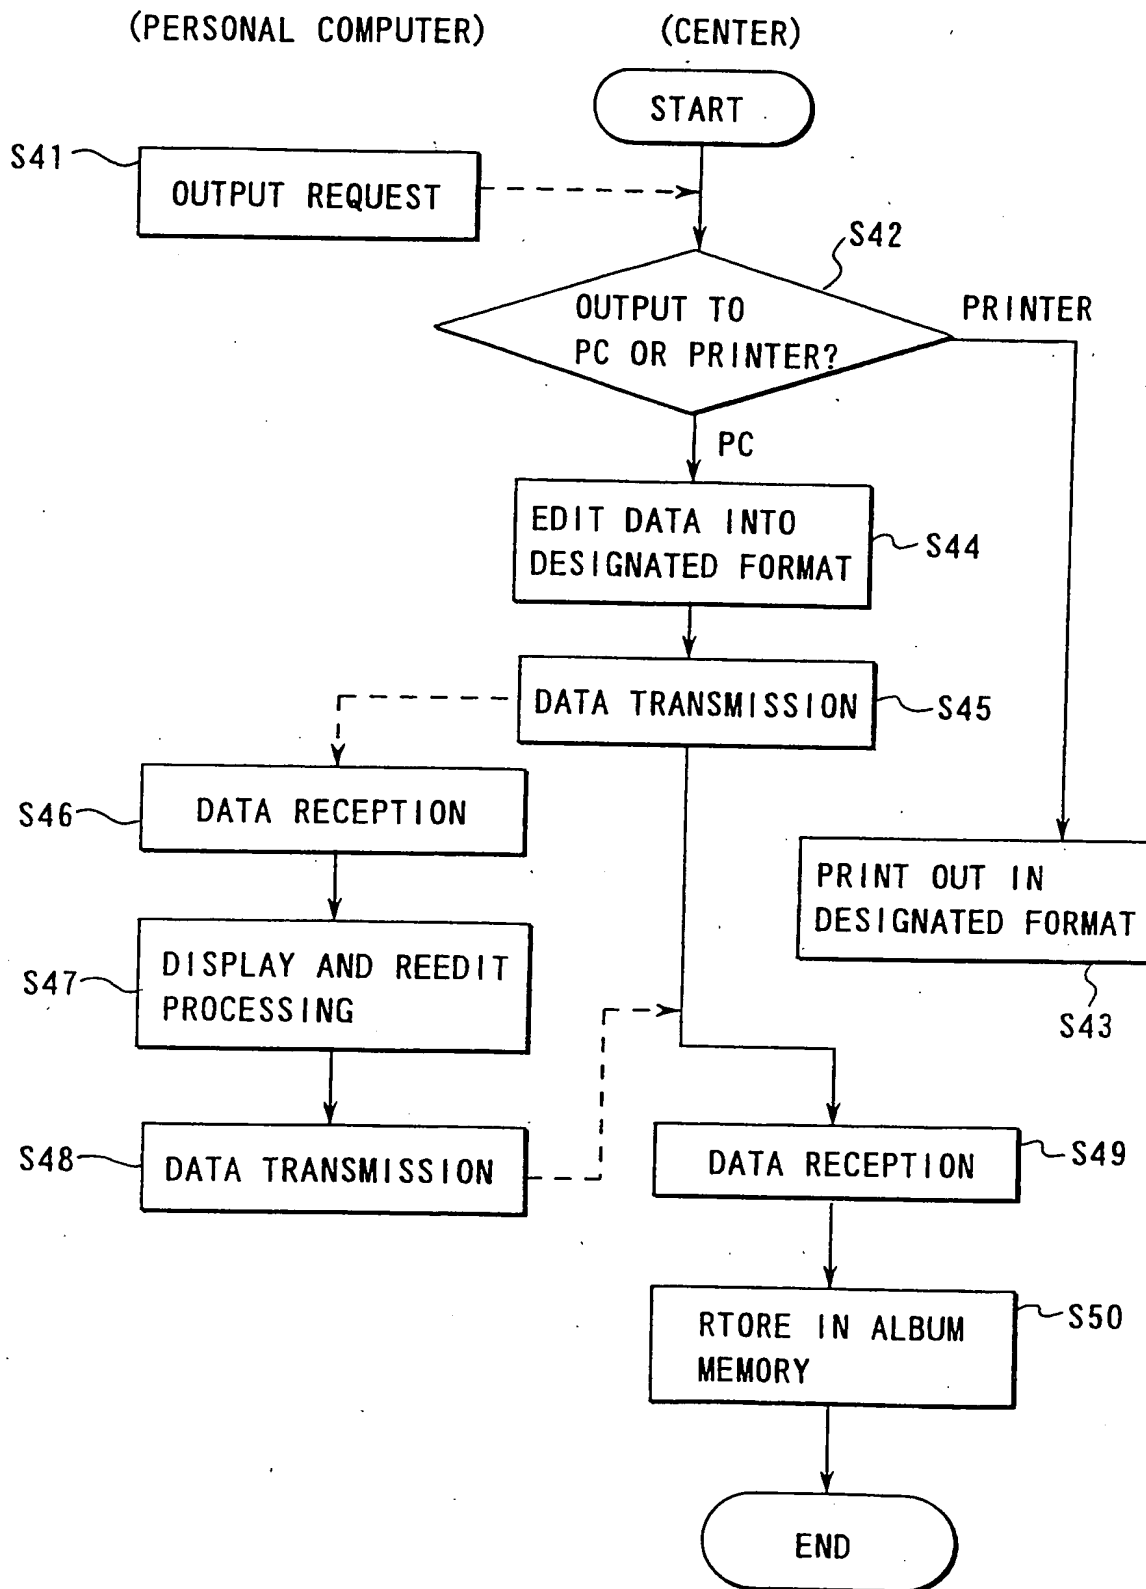 (PERSONAL COMPUTER)
(CENTER)
START
S41
OUTPUT REQUEST
S42
OUTPUT TO
PC OR PRINTER?
PRINTER
PC
EDIT DATA INTO
DESIGNATED FORMAT
S44
DATA TRANSMISSION
S45
S46
DATA RECEPTION
PRINT OUT IN
DESIGNATED FORMAT
S43
S47
DISPLAY AND REEDIT
PROCESSING
S48
DATA TRANSMISSION
DATA RECEPTION
S49
RTORE IN ALBUM
MEMORY
S50
END